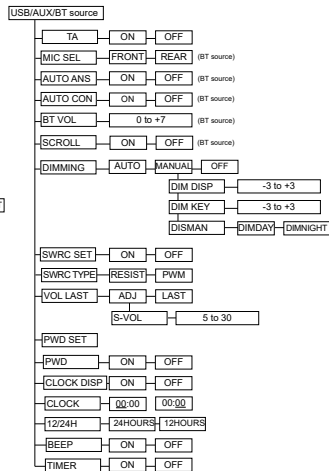 USB/AUX/BT source
TA ON OFF
MIC SEL FRONT REAR (BT source)
AUTO ANS ON OFF (BT source)
AUTO CON ON OFF (BT source)
BT VOL 0 to +7 (BT source)
SCROLL ON OFF (BT source)
DIMMING AUTO MANUAL OFF
DIM DISP -3 to +3
DIM KEY -3 to +3
DISMAN DIMDAY DIMNIGHT
SWRC SET ON OFF
SWRC TYPE RESIST PWM
VOL LAST ADJ LAST
S-VOL 5 to 30
PWD SET
PWD ON OFF
CLOCK DISP ON OFF
CLOCK 00:00 00:00
12/24H 24HOURS 12HOURS
BEEP ON OFF
TIMER ON OFF